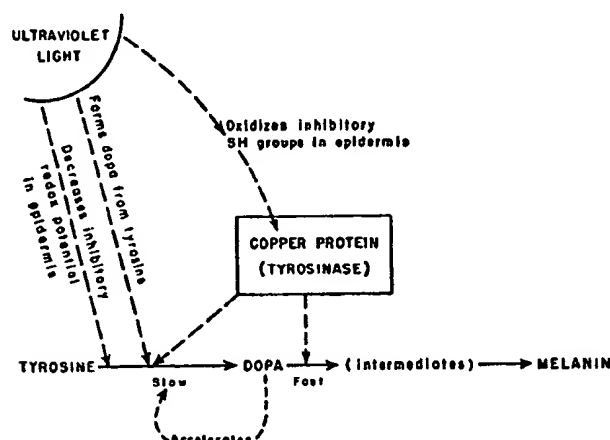 ULTRAVIOLET
LIGHT
Oxidizes inhibitory
SH groups in epidermis
Forms dopa from tyrosine
Decreases inhibitory
redox potential
in epidermis
COPPER PROTEIN
(TYROSINASE)
TYROSINE DOPA (intermediates) MELANIN
Slow Fast
Accelerates